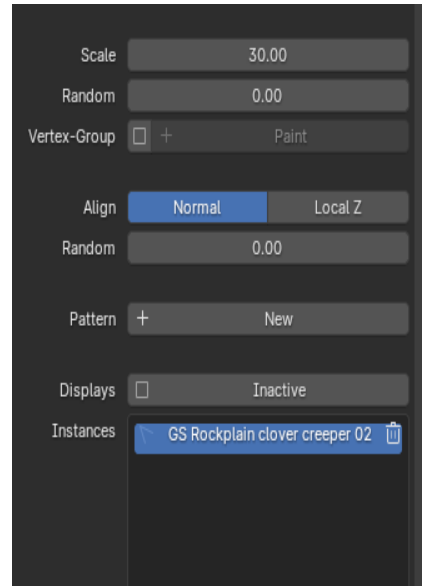 Scale 30.00
Random 0.00
Vertex-Group + Paint
Align Normal Local Z
Random 0.00
Pattern + New
Displays Inactive
Instances GS Rockplain clover creeper 02